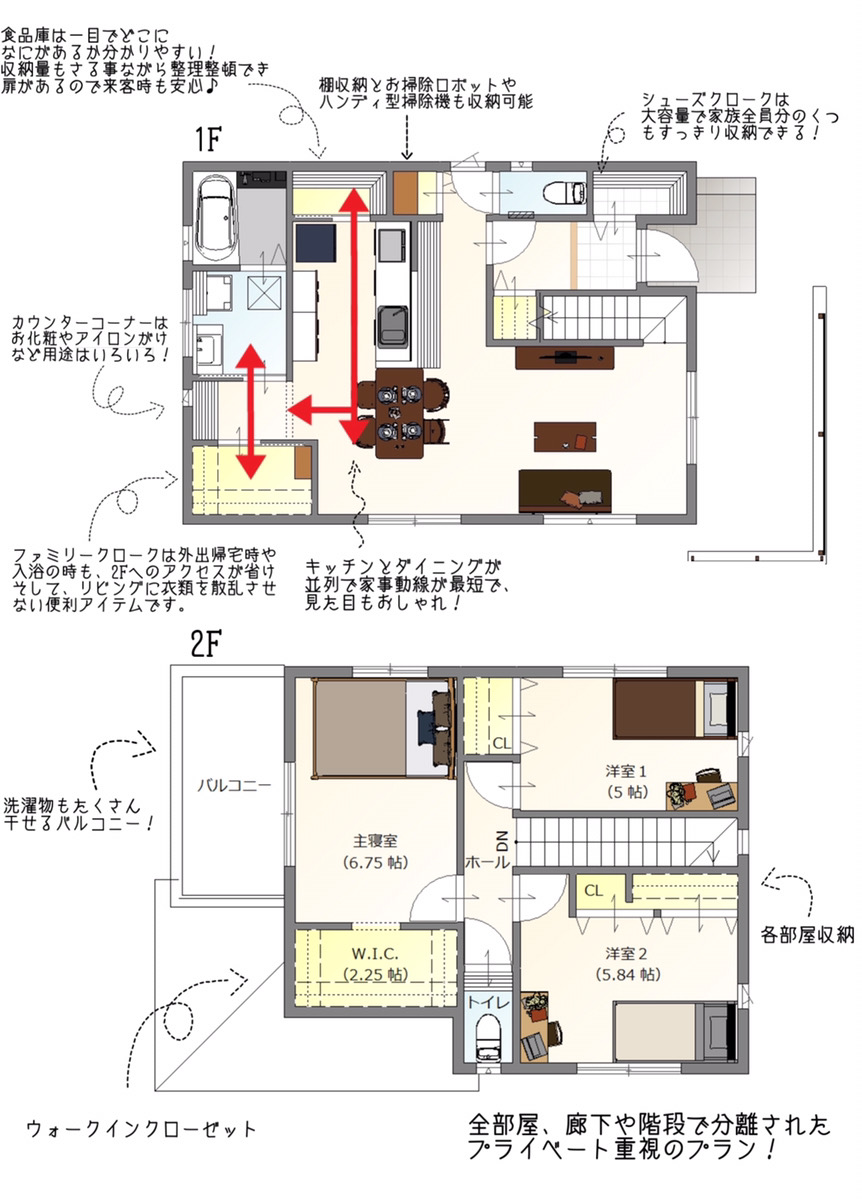 食品庫は一目でどこに
なにがあるか分かりやすい！
収納量もさる事ながら整理整頓でき
扉があるので来客時も安心♪
棚収納とお掃除ロボットや
ハンディ型掃除機も収納可能
シューズクロークは
大容量で家族全員分のくつ
もすっきり収納できる！
1F
カウンターコーナーは
お化粧やアイロンがけ
など用途はいろいろ！
ファミリークロークは外出帰宅時や
入浴の時も、2Fへのアクセスが省け
そして、リビングに衣類を散乱させ
ない便利アイテムです。
キッチンとダイニングが
並列で家事動線が最短で、
見た目もおしゃれ！
2F
CL
洋室1
(5 帖)
バルコニー
洗濯物もたくさん
干せるバルコニー！
主寝室
(6.75 帖)
ホール
DN
CL
各部屋収納
W.I.C.
(2.25 帖)
洋室2
(5.84 帖)
トイレ
ウォークインクローゼット
全部屋、廊下や階段で分離された
プライベート重視のプラン！